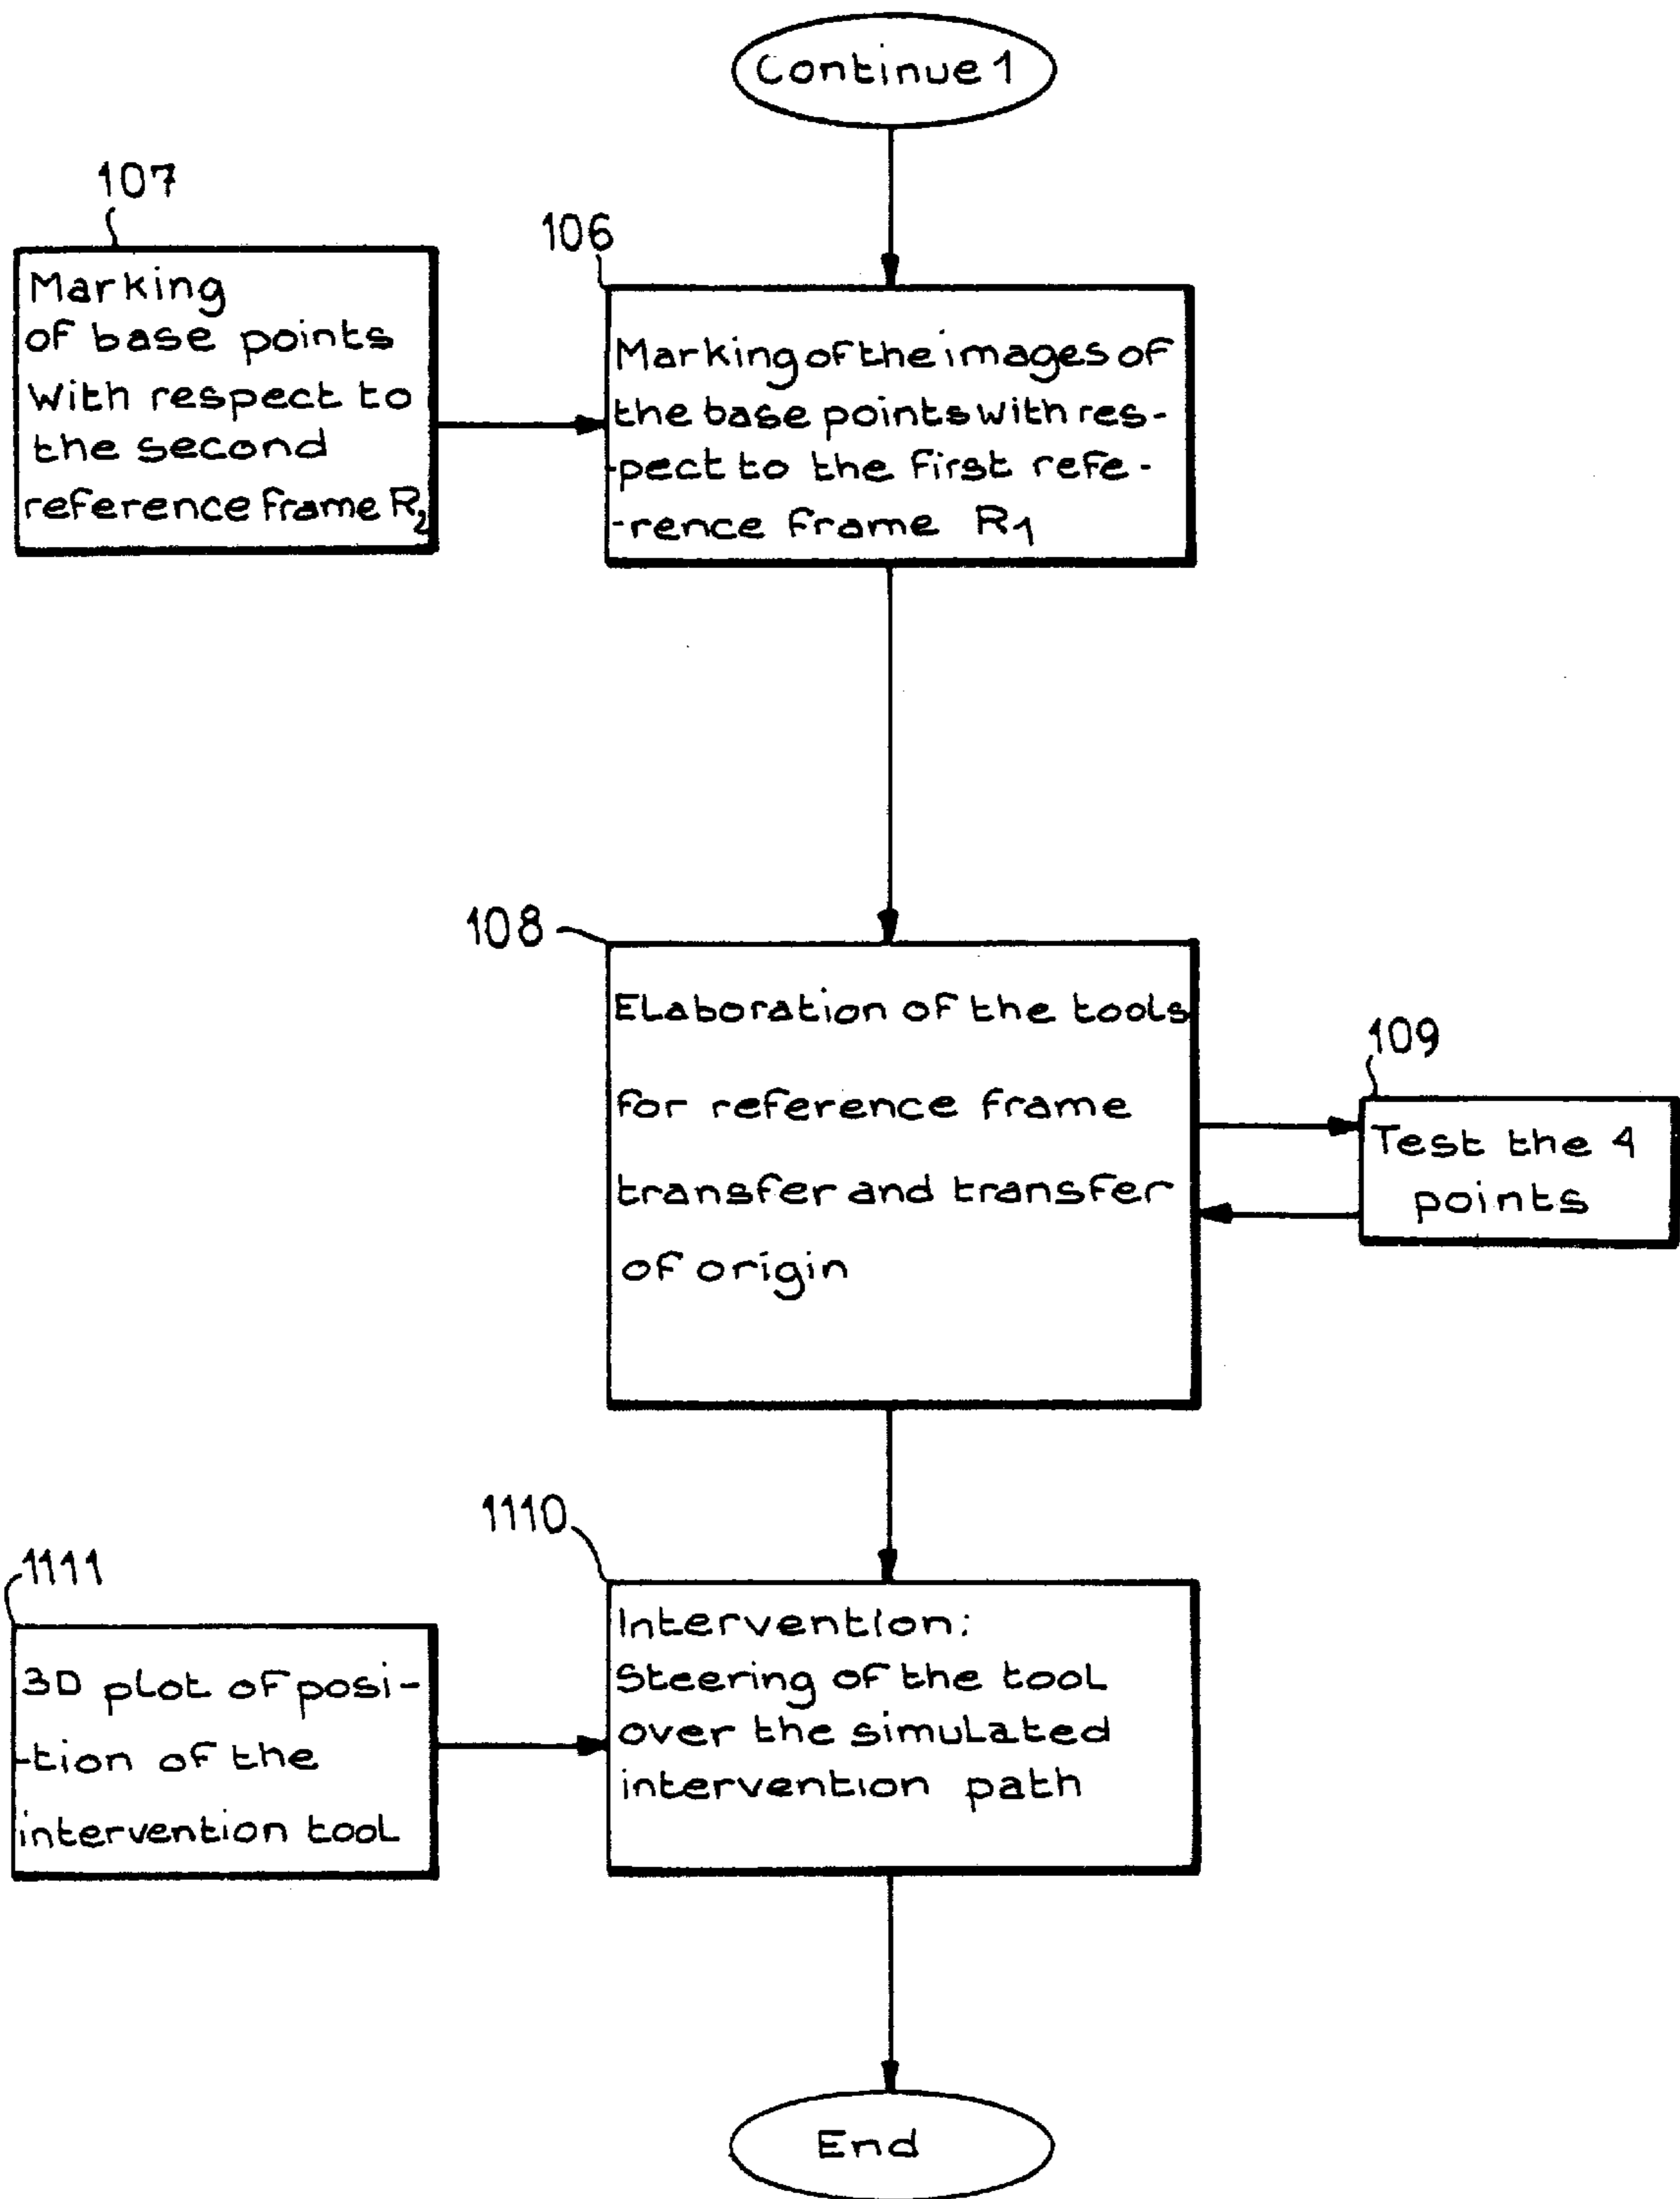 Continue 1
107
Marking
of base points
with respect to
the second
reference frame R2
106
Marking of the images of
the base points with res-
-pect to the first refe-
-rence frame R1
108
Elaboration of the tools
for reference frame
transfer and transfer
of origin
109
Test the 4
points
1110
Intervention:
Steering of the tool
over the simulated
intervention path
1111
3D plot of posi-
-tion of the
intervention tool
End